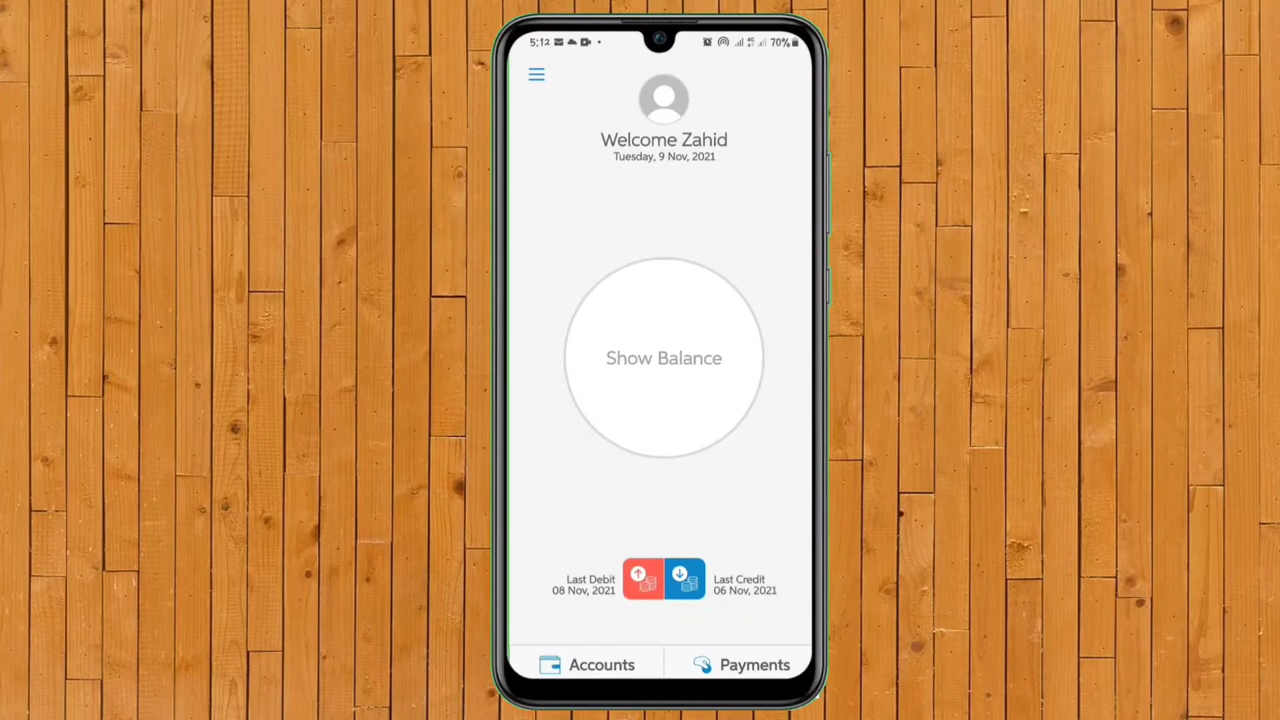 5:12
70%
Welcome Zahid
Tuesday, 9 Nov, 2021
Show Balance
Last Debit
08 Nov, 2021
Last Credit
06 Nov, 2021
Accounts
Payments